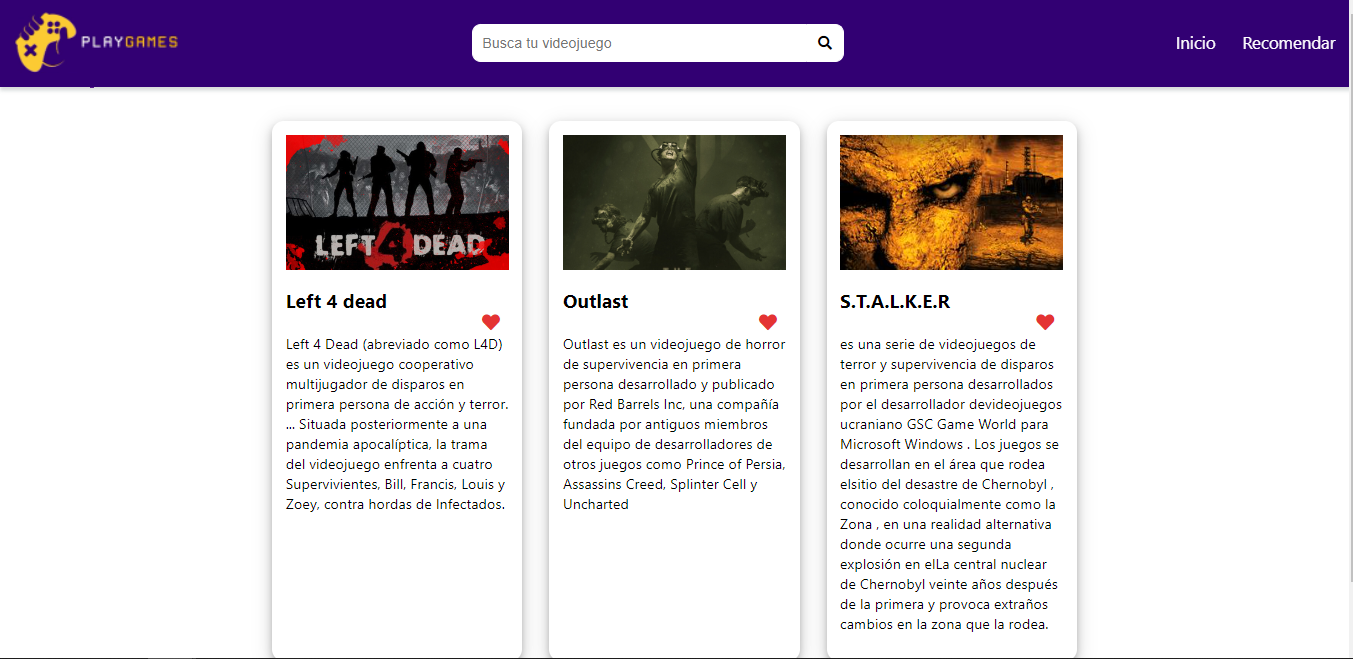 PLAYGAMES
Busca tu videojuego
Inicio
Recomendar
LEFT 4 DEAD
Left 4 dead
Left 4 Dead (abreviado como L4D)
es un videojuego cooperativo
multijugador de disparos en
primera persona de acción y terror.
... Situada posteriormente a una
pandemia apocalíptica, la trama
del videojuego enfrenta a cuatro
Supervivientes, Bill, Francis, Louis y
Zoey, contra hordas de Infectados.
Outlast
Outlast es un videojuego de horror
de supervivencia en primera
persona desarrollado y publicado
por Red Barrels Inc, una compañía
fundada por antiguos miembros
del equipo de desarrolladores de
otros juegos como Prince of Persia,
Assassins Creed, Splinter Cell y
Uncharted
S.T.A.L.K.E.R
es una serie de videojuegos de
terror y supervivencia de disparos
en primera persona desarrollados
por el desarrollador devideojuegos
ucraniano GSC Game World para
Microsoft Windows . Los juegos se
desarrollan en el área que rodea
elsitio del desastre de Chernobyl ,
conocido coloquialmente como la
Zona , en una realidad alternativa
donde ocurre una segunda
explosión en elLa central nuclear
de Chernobyl veinte años después
de la primera y provoca extraños
cambios en la zona que la rodea.